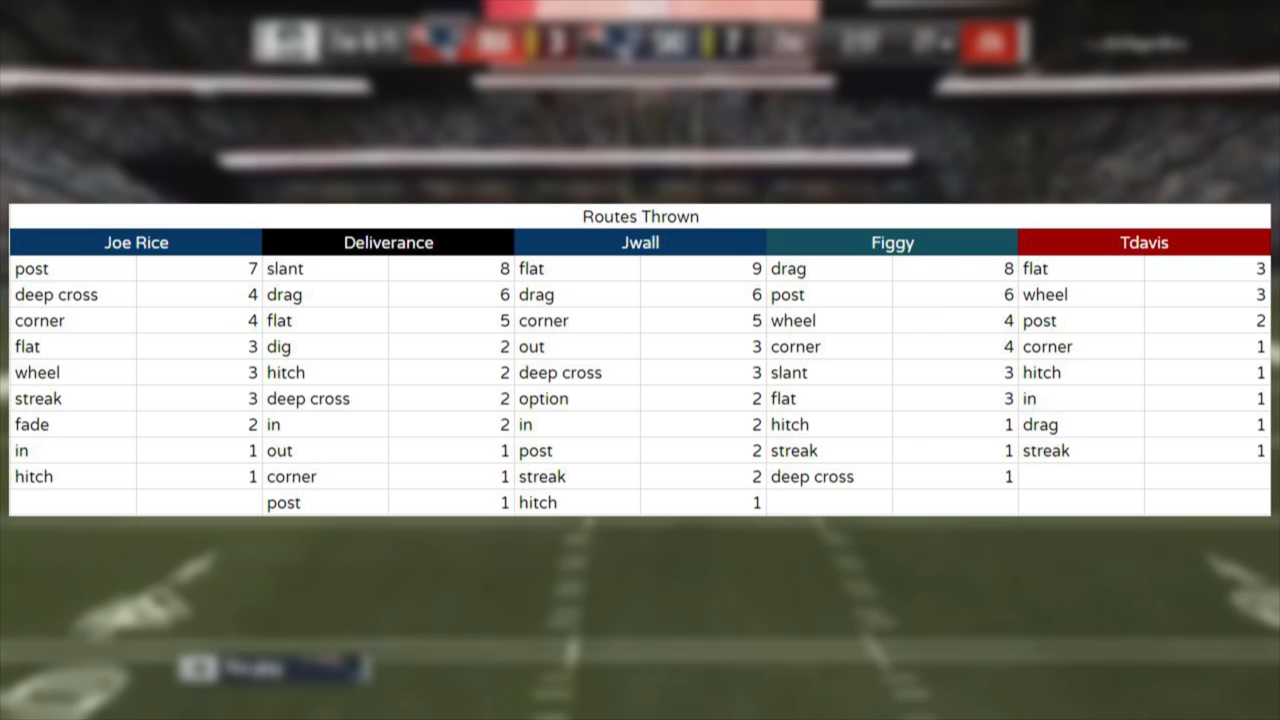 Routes Thrown
Joe Rice Deliverance Jwall Figgy Tdavis
post 7 slant 8 flat 9 drag 8 flat 3
deep cross 4 drag 6 drag 6 post 6 wheel 3
corner 4 flat 5 corner 5 wheel 4 post 2
flat 3 dig 2 out 3 corner 4 corner 1
wheel 3 hitch 2 deep cross 3 slant 3 hitch 1
streak 3 deep cross 2 option 2 flat 3 in 1
fade 2 in 2 in 2 hitch 1 drag 1
in 1 out 1 post 2 streak 1 streak 1
hitch 1 corner 1 streak 2 deep cross 1
post 1 hitch 1